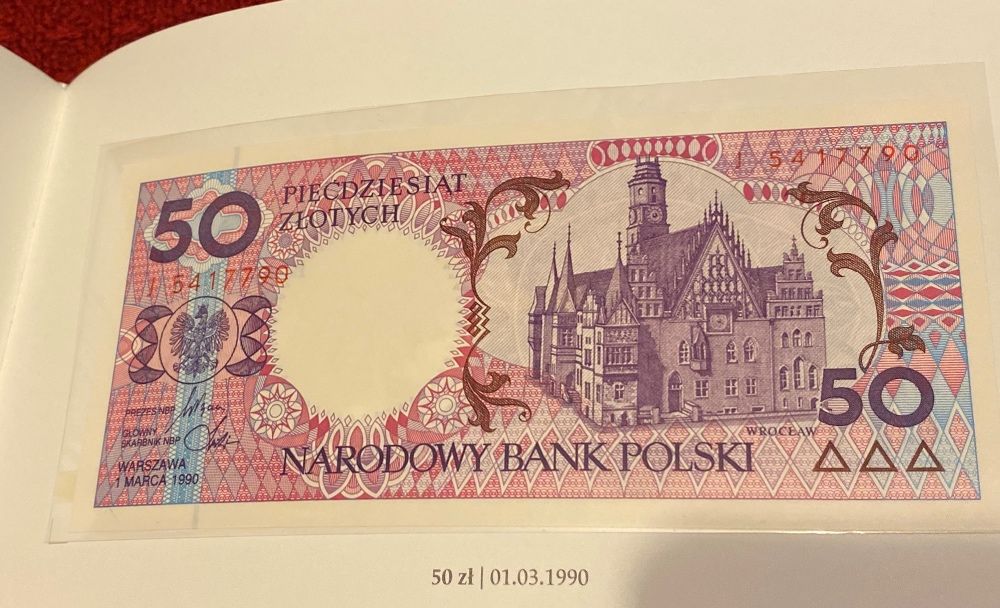 50
PIĘĆDZIESIĄT
ZŁOTYCH
J 5417790
J 5417790
PREZES NBP
GŁÓWNY
SKARBNIK NBP
WARSZAWA
1 MARCA 1990
WROCŁAW
50
NARODOWY BANK POLSKI
50 zł | 01.03.1990